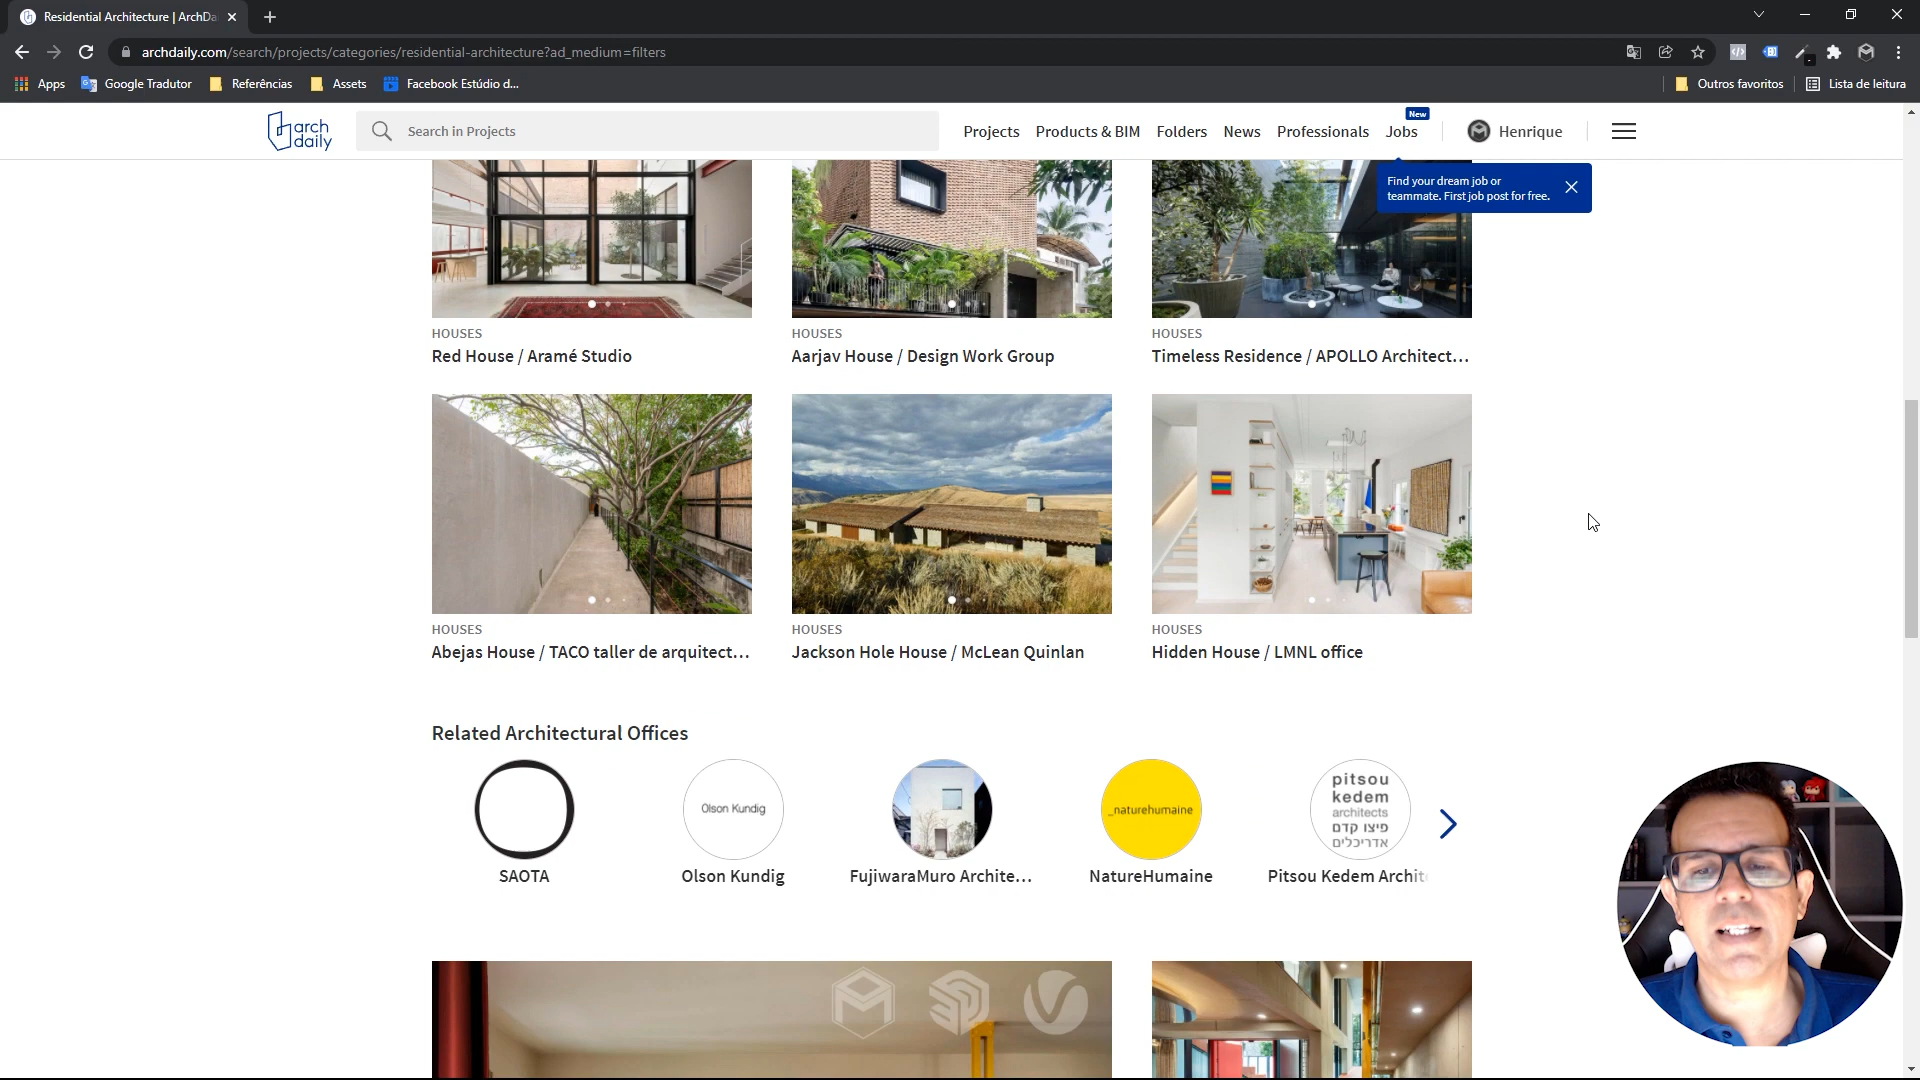 Residential Architecture | ArchDa
archdaily.com/search/projects/categories/residential-architecture?ad_medium=filters
Apps
Google Tradutor
Referências
Assets
Facebook Estúdio d...
Outros favoritos
Lista de leitura
arch
daily
Search in Projects
Projects
Products & BIM
Folders
News
Professionals
Jobs
New
Henrique
Find your dream job or
teammate. First job post for free.
HOUSES
Red House / Aramé Studio
HOUSES
Aarjav House / Design Work Group
HOUSES
Timeless Residence / APOLLO Architect...
HOUSES
Abejas House / TACO taller de arquitect...
HOUSES
Jackson Hole House / McLean Quinlan
HOUSES
Hidden House / LMNL office
Related Architectural Offices
Olson Kundig
_naturehumaine
pitsou
kedem
architects
פיצו קדם
אדריכלים
SAOTA
Olson Kundig
FujiwaraMuro Archite...
NatureHumaine
Pitsou Kedem Archit